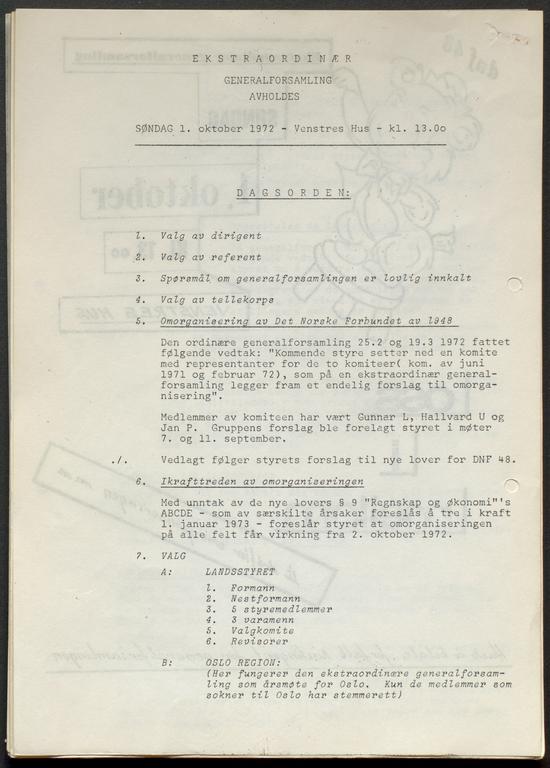 EKSTRAORDINÆR
GENERALFORSAMLING
AVHOLDES
SØNDAG 1. oktober 1972 - Venstres Hus - kl. 13.00
DAGSORDEN:
1. Valg av dirigent
2. Valg av referent
3. Spørsmål om generalforsamlingen er lovlig innkalt
4. Valg av tellekorps
5. Omorganisering av Det Norske Forbundet av 1948
Den ordinære generalforsamling 25.2 og 19.3 1972 fattet
følgende vedtak: "Kommende styre setter ned en komite
med representanter for de to komiteer( kom. av juni
1971 og februar 72), som på en ekstraordinær general-
forsamling legger fram et endelig forslag til omorga-
nisering".
Medlemmer av komiteen har vært Gunnar L, Hallvard U og
Jan P. Gruppens forslag ble forelagt styret i møter
7. og 11. september.
./. Vedlagt følger styrets forslag til nye lover for DNF 48.
6. Ikrafttreden av omorganiseringen
Med unntak av de nye lovers § 9 "Regnskap og økonomi"'s
ABCDE - som av særskilte årsaker foreslås å tre i kraft
1. januar 1973 - foreslår styret at omorganiseringen
på alle felt får virkning fra 2. oktober 1972.
7. VALG
A: LANDSSTYRET
1. Formann
2. Nestformann
3. 5 styremedlemmer
4. 3 varamenn
5. Valgkomite
6. Revisorer
B: OSLO REGION:
(Her fungerer den ekstraordinære generalforsam-
ling som årsmøte for Oslo. Kun de medlemmer som
sokner til Oslo har stemmerett)